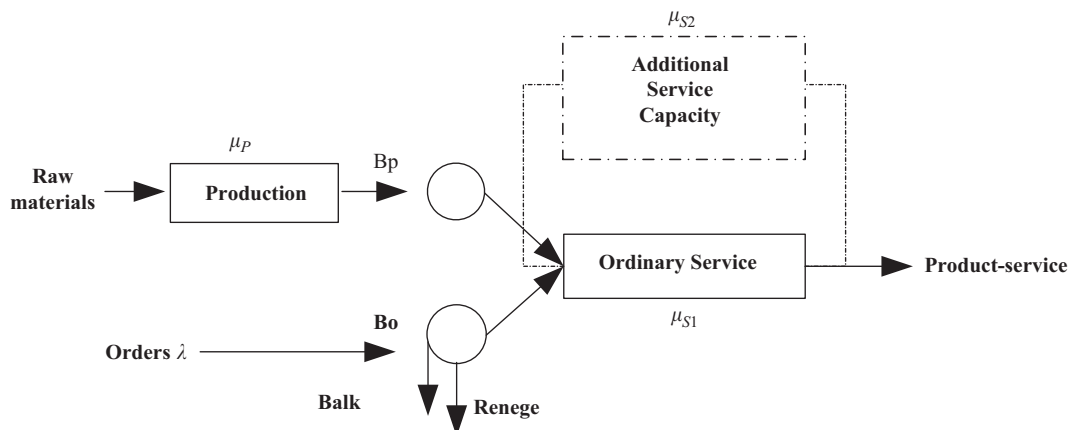 μS2
Additional
Service
Capacity
μP
Bp
Raw
materials
Production
Ordinary Service
Product-service
μS1
Bo
Orders λ
Balk
Renege